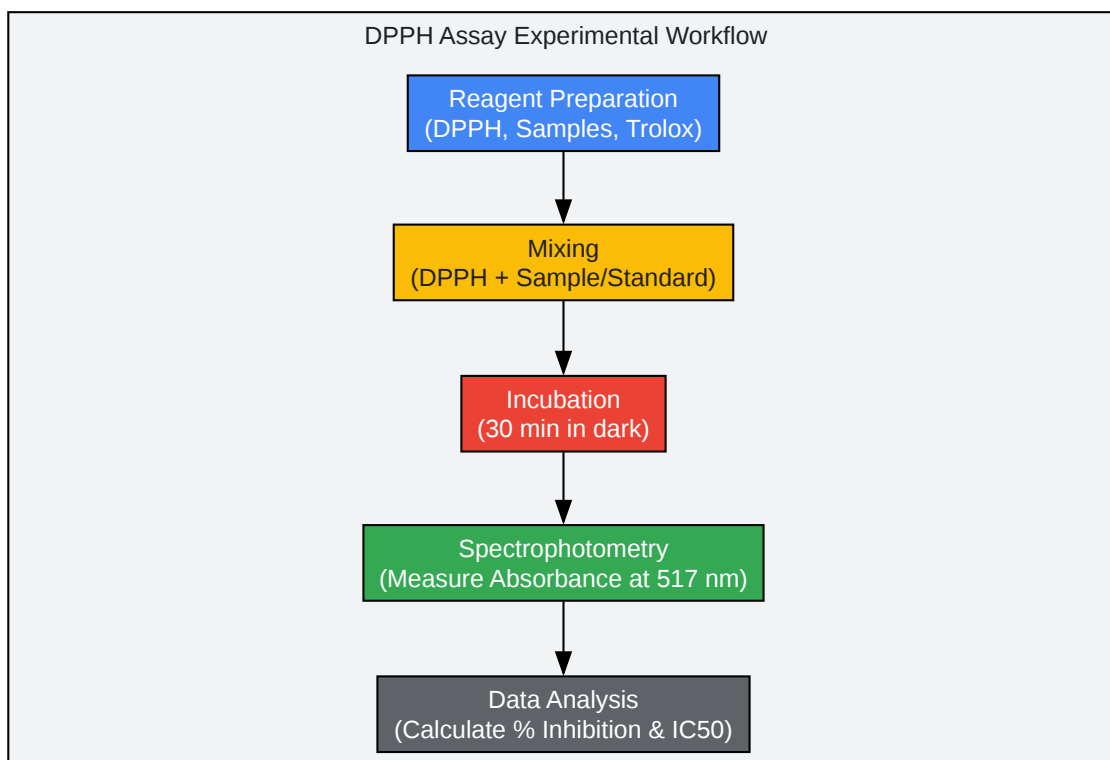 DPPH Assay Experimental Workflow
Reagent Preparation
(DPPH, Samples, Trolox)
Mixing
(DPPH + Sample/Standard)
Incubation
(30 min in dark)
Spectrophotometry
(Measure Absorbance at 517 nm)
Data Analysis
(Calculate % Inhibition & IC50)